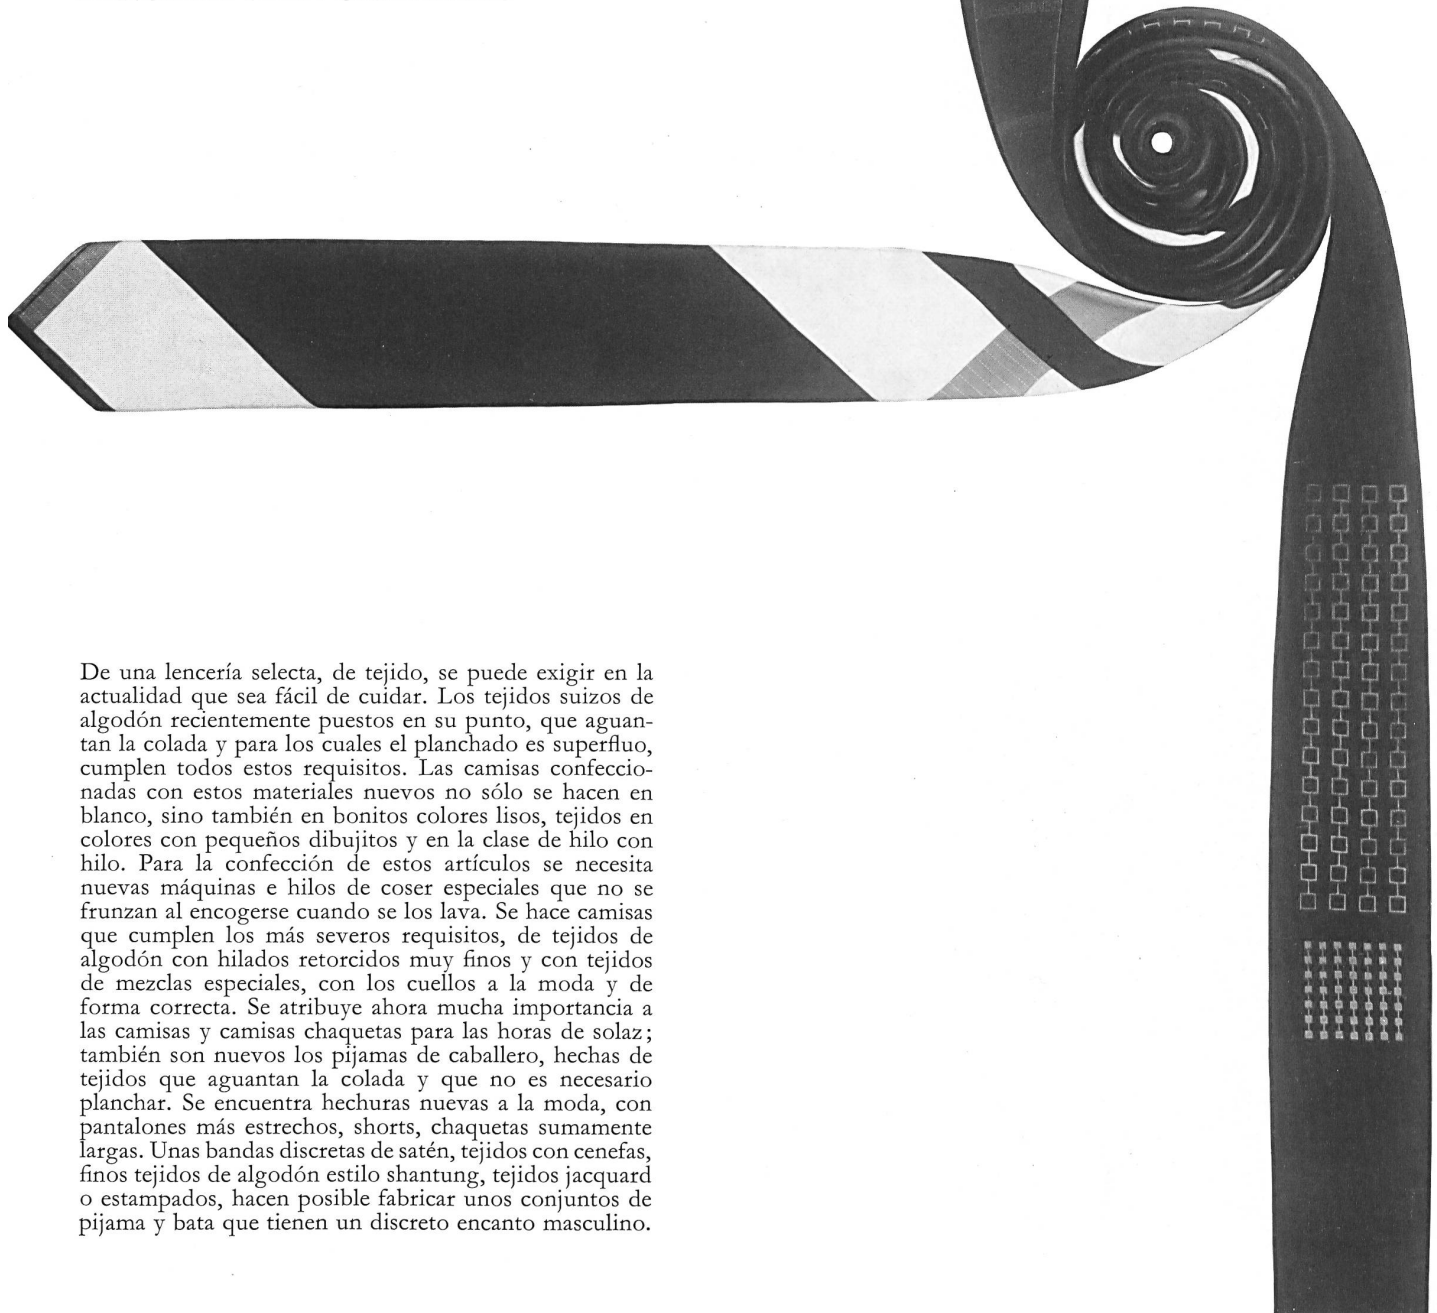 De una lencería selecta, de tejido, se puede exigir en la
actualidad que sea fácil de cuidar. Los tejidos suizos de
algodón recientemente puestos en su punto, que aguan-
tan la colada y para los cuales el planchado es superfluo,
cumplen todos estos requisitos. Las camisas confeccio-
nadas con estos materiales nuevos no sólo se hacen en
blanco, sino también en bonitos colores lisos, tejidos en
colores con pequeños dibujitos y en la clase de hilo con
hilo. Para la confección de estos artículos se necesita
nuevas máquinas e hilos de coser especiales que no se
frunzan al encogerse cuando se los lava. Se hace camisas
que cumplen los más severos requisitos, de tejidos de
algodón con hilados retorcidos muy finos y con tejidos
de mezclas especiales, con los cuellos a la moda y de
forma correcta. Se atribuye ahora mucha importancia a
las camisas y camisas chaquetas para las horas de solaz;
también son nuevos los pijamas de caballero, hechas de
tejidos que aguantan la colada y que no es necesario
planchar. Se encuentra hechuras nuevas a la moda, con
pantalones más estrechos, shorts, chaquetas sumamente
largas. Unas bandas discretas de satén, tejidos con cenefas,
finos tejidos de algodón estilo shantung, tejidos jacquard
o estampados, hacen posible fabricar unos conjuntos de
pijama y bata que tienen un discreto encanto masculino.